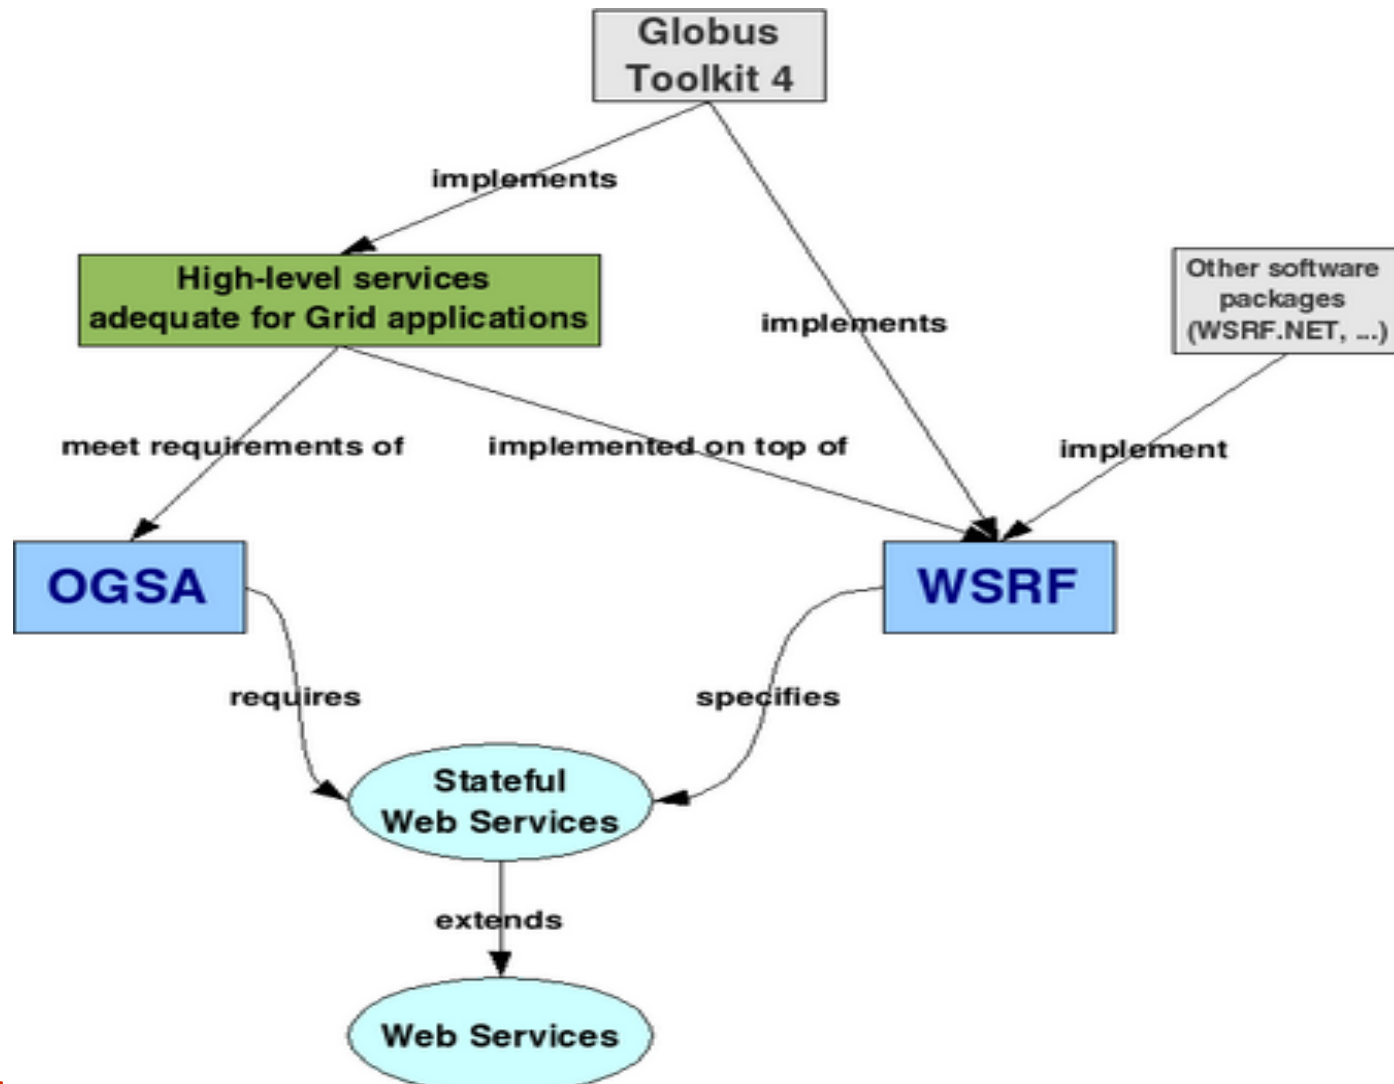 Globus
Toolkit 4
implements
High-level services
adequate for Grid applications
implements
Other software
packages
(WSRF.NET, ...)
meet requirements of
implemented on top of
implement
OGSA
WSRF
requires
specifies
Stateful
Web Services
extends
Web Services